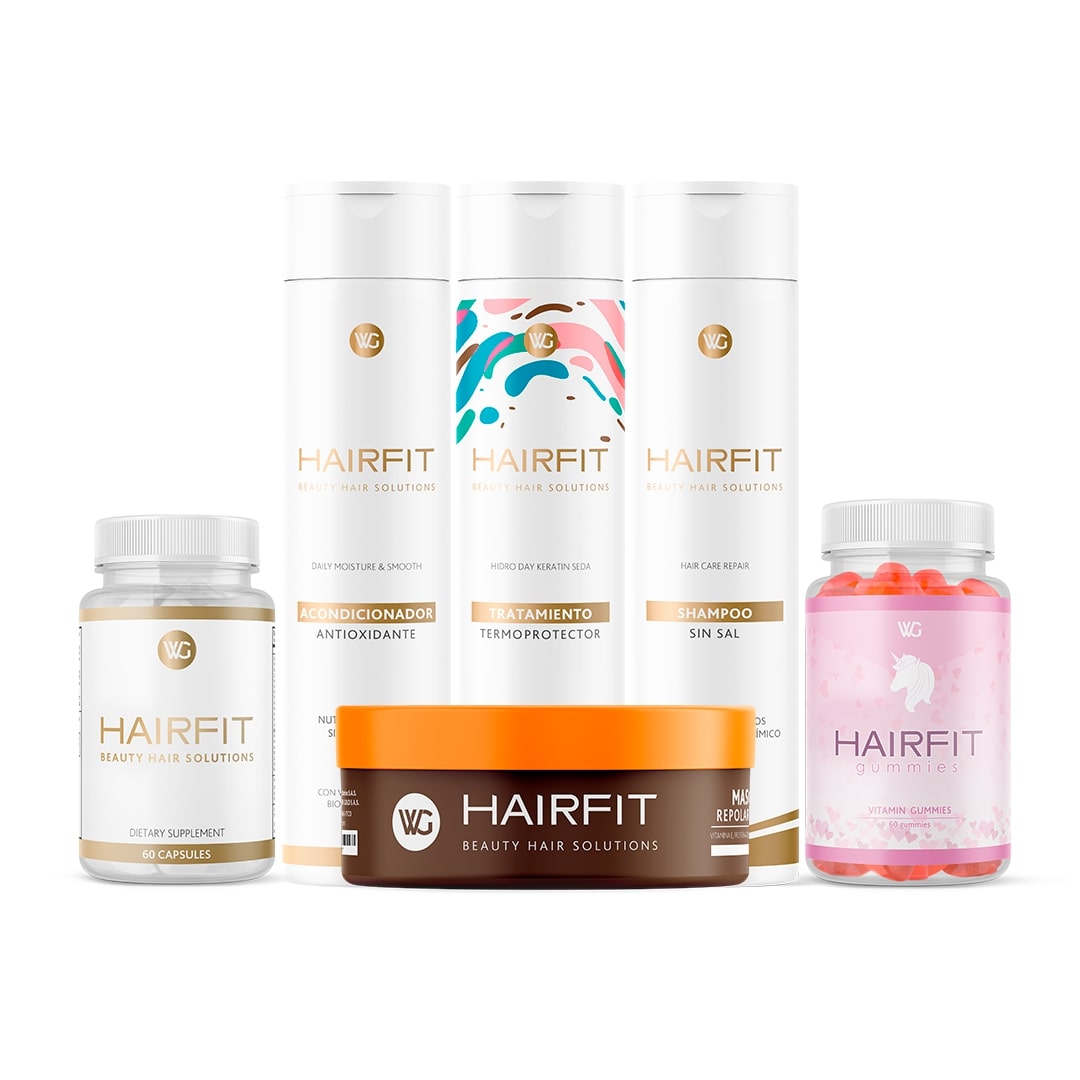 WG
HAIRFIT
BEAUTY HAIR SOLUTIONS
DAILY MOISTURE & SMOOTH
ACONDICIONADOR
ANTIOXIDANTE
WG
HAIRFIT
BEAUTY HAIR SOLUTIONS
HIDRO DAY KERATIN SEDA
TRATAMIENTO
TERMOPROTECTOR
WG
HAIRFIT
BEAUTY HAIR SOLUTIONS
HAIR CARE REPAIR
SHAMPOO
SIN SAL
WG
HAIRFIT
BEAUTY HAIR SOLUTIONS
DIETARY SUPPLEMENT
60 CAPSULES
WG
HAIRFIT
BEAUTY HAIR SOLUTIONS
WG
HAIRFIT
gummies
VITAMIN GUMMIES
60 gummies